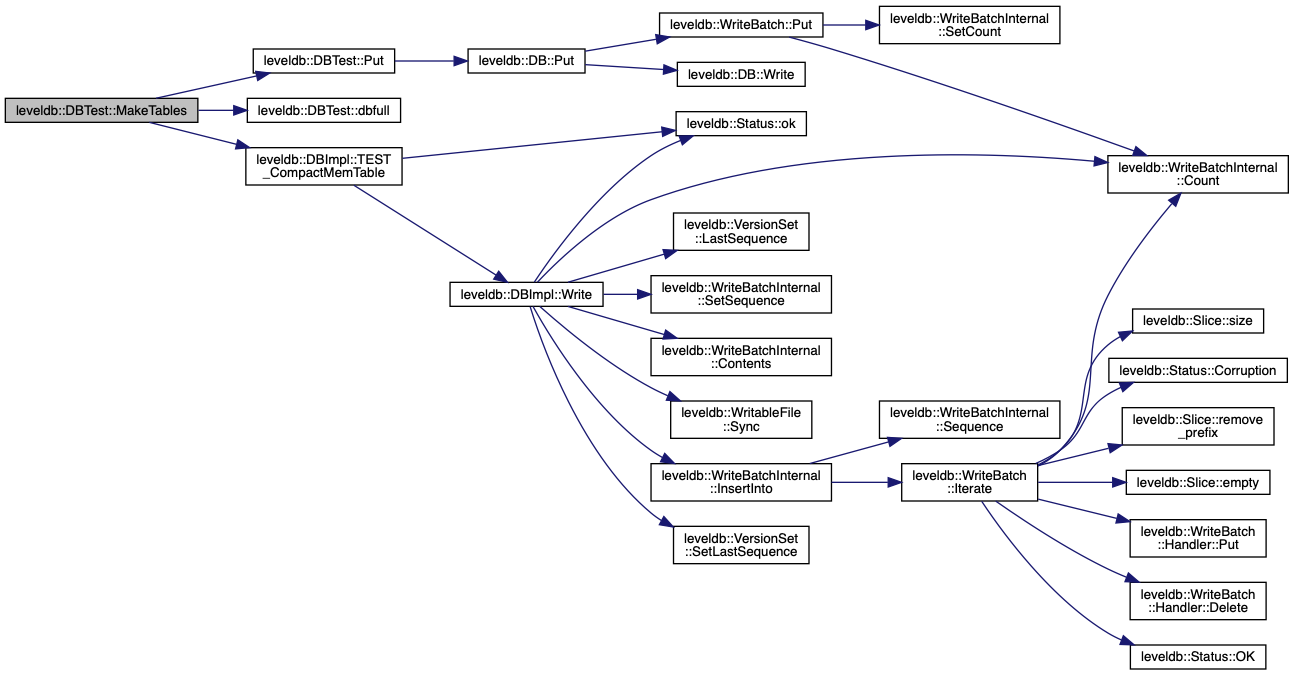 leveldb::WriteBatch::Put
leveldb::WriteBatchInternal
::SetCount
leveldb::DBTest::Put
leveldb::DB::Put
leveldb::DB::Write
leveldb::DBTest::MakeTables
leveldb::DBTest::dbfull
leveldb::Status::ok
leveldb::DBImpl::TEST
_CompactMemTable
leveldb::WriteBatchInternal
::Count
leveldb::VersionSet
::LastSequence
leveldb::DBImpl::Write
leveldb::WriteBatchInternal
::SetSequence
leveldb::Slice::size
leveldb::WriteBatchInternal
::Contents
leveldb::Status::Corruption
leveldb::WritableFile
::Sync
leveldb::WriteBatchInternal
::Sequence
leveldb::Slice::remove
_prefix
leveldb::WriteBatchInternal
::InsertInto
leveldb::WriteBatch
::Iterate
leveldb::Slice::empty
leveldb::VersionSet
::SetLastSequence
leveldb::WriteBatch
::Handler::Put
leveldb::WriteBatch
::Handler::Delete
leveldb::Status::OK